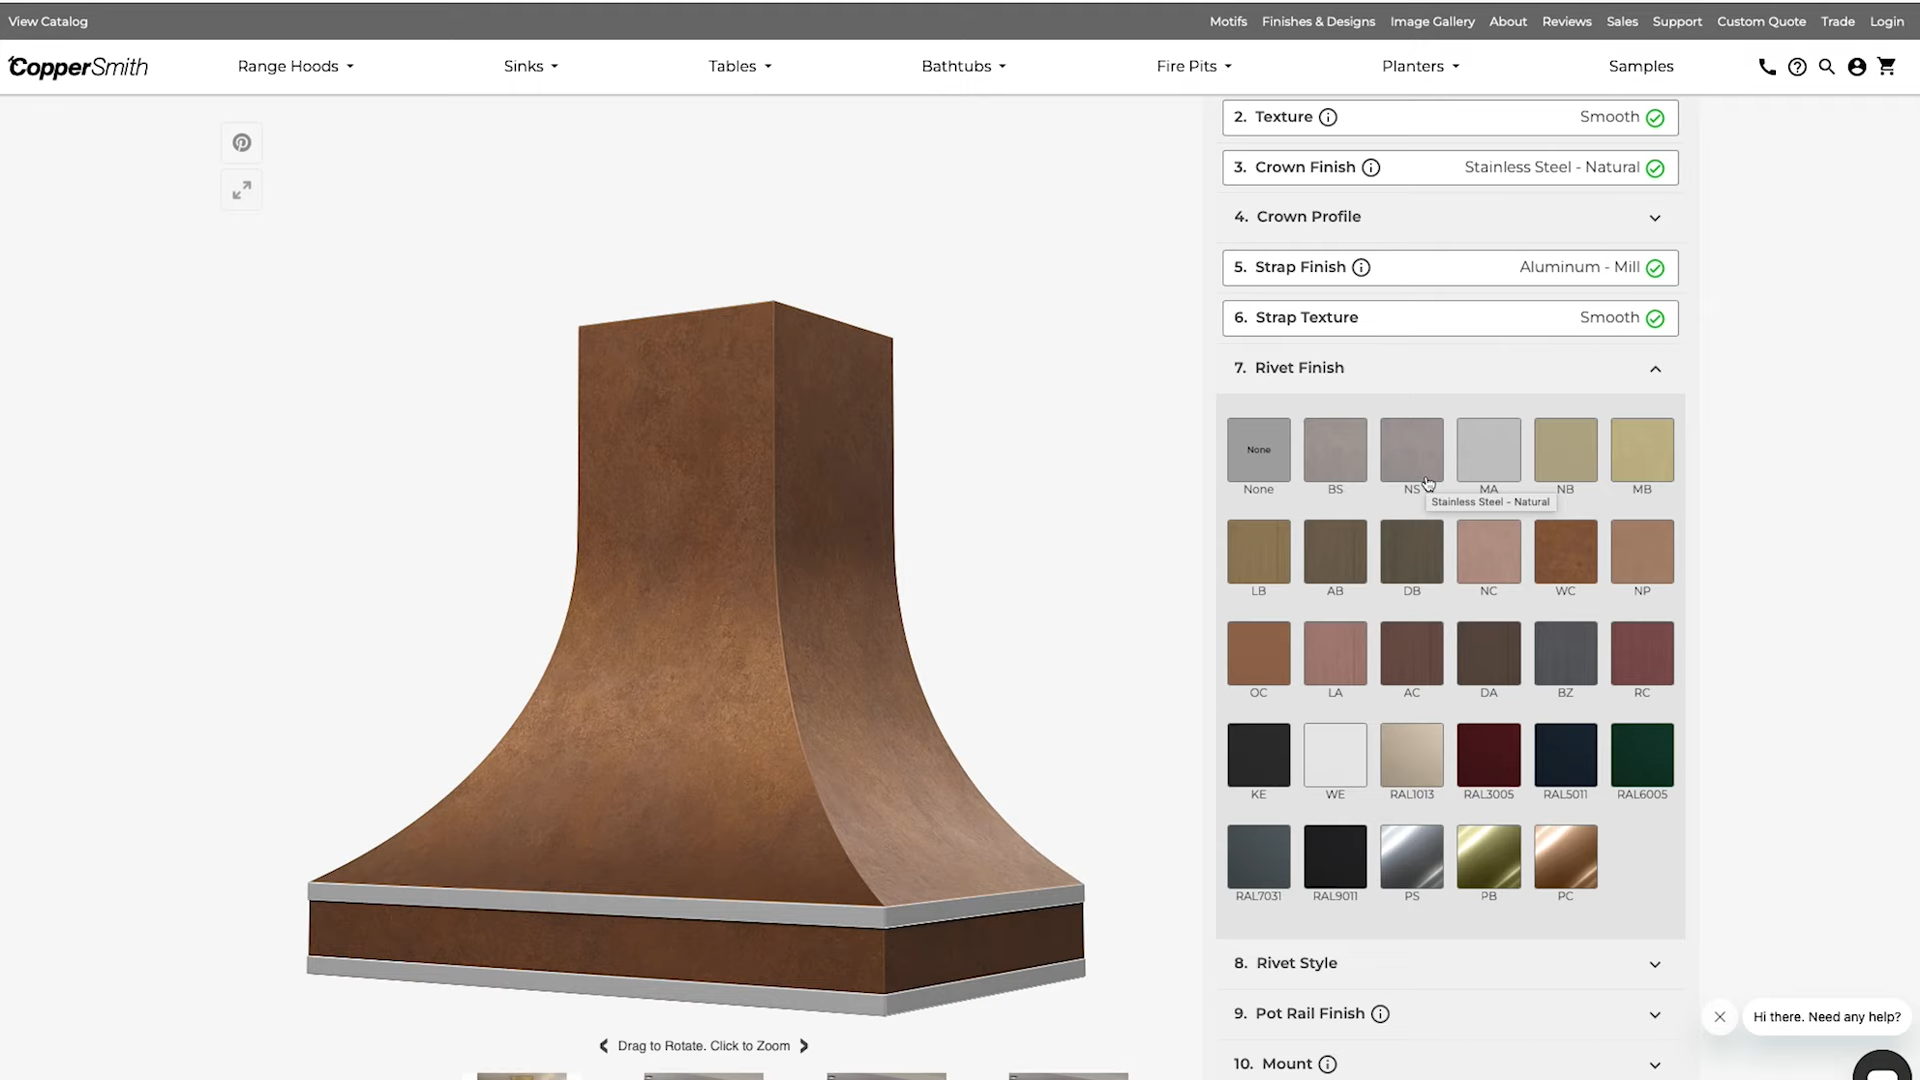 View Catalog
Motifs
Finishes & Designs
Image Gallery
About
Reviews
Sales
Support
Custom Quote
Trade
Login
CopperSmith
Range Hoods
Sinks
Tables
Bathtubs
Fire Pits
Planters
Samples
2. Texture
Smooth
3. Crown Finish
Stainless Steel - Natural
4. Crown Profile
5. Strap Finish
Aluminum - Mill
6. Strap Texture
Smooth
7. Rivet Finish
None
None
BS
NS
MA
NB
MB
Stainless Steel - Natural
LB
AB
DB
NC
WC
NP
OC
LA
AC
DA
BZ
RC
KE
WE
RAL1013
RAL3005
RAL5011
RAL6005
RAL7031
RAL9011
PS
PB
PC
8. Rivet Style
9. Pot Rail Finish
10. Mount
Hi there. Need any help?
Drag to Rotate. Click to Zoom